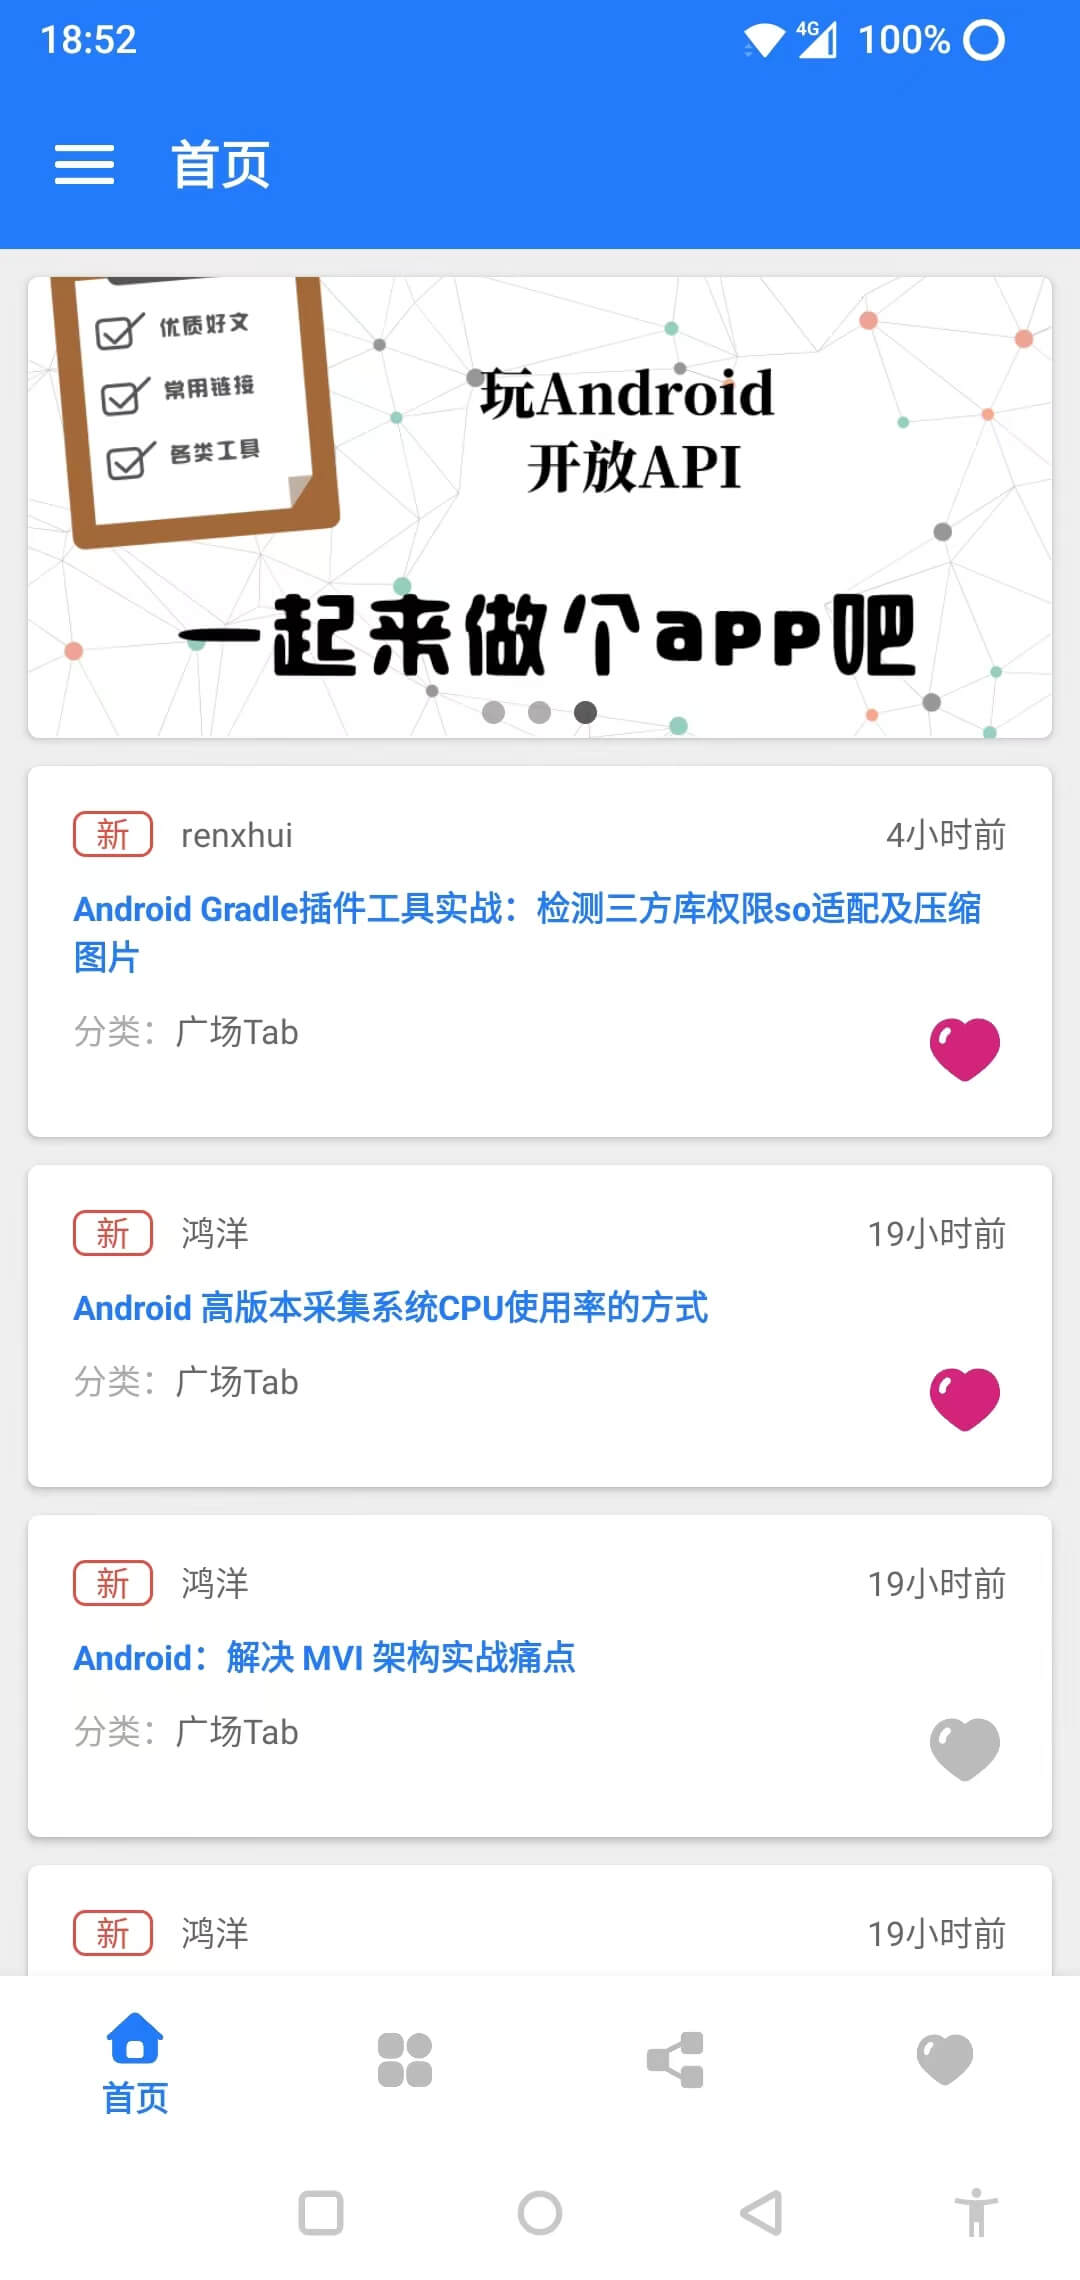 18:52
4G
100%
首页
优质好文
常用链接
各类工具
玩Android
开放API
一起来做个app吧
新 renxhui 4小时前
Android Gradle插件工具实战：检测三方库权限so适配及压缩
图片
分类：广场Tab
新 鸿洋 19小时前
Android 高版本采集系统CPU使用率的方式
分类：广场Tab
新 鸿洋 19小时前
Android：解决 MVI 架构实战痛点
分类：广场Tab
新 鸿洋 19小时前
首页